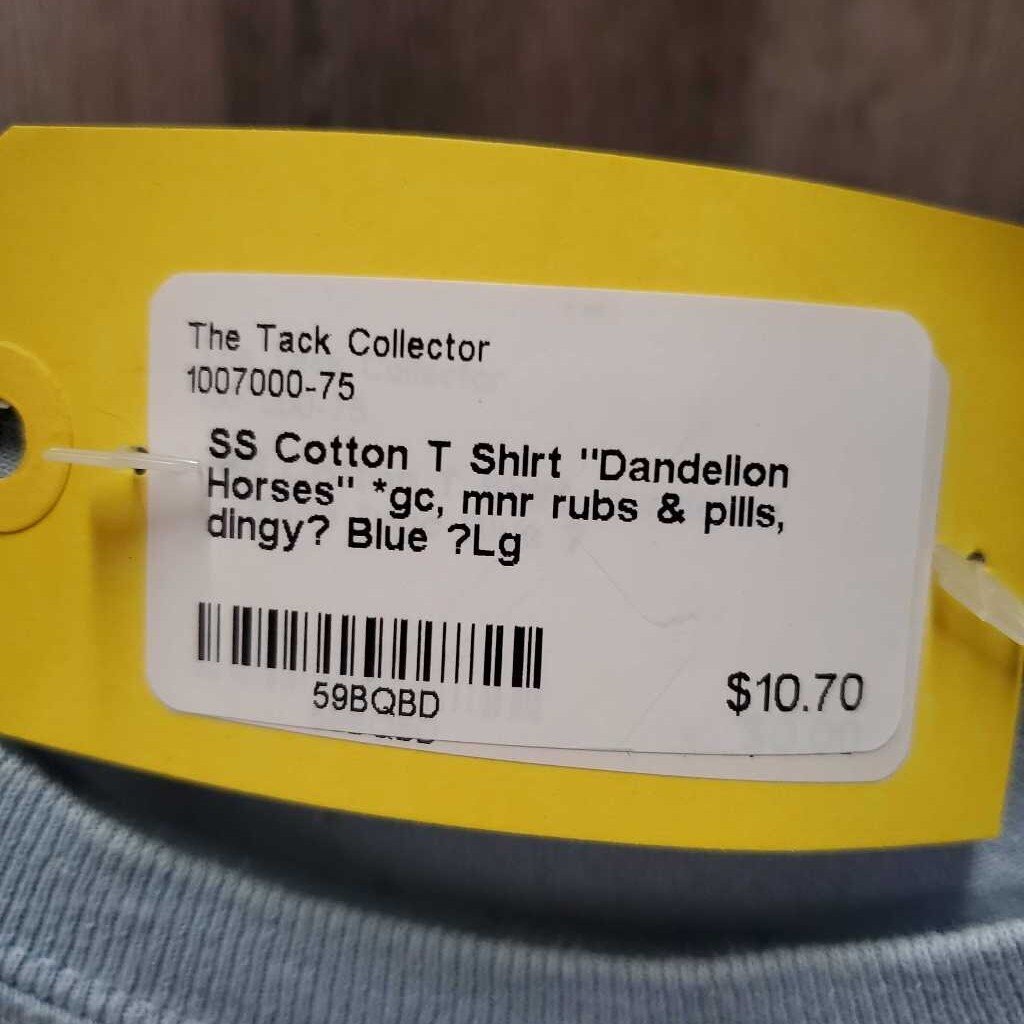 The Tack Collector
1007000-75
SS Cotton T Shirt "Dandelion
Horses" *gc, mnr rubs & pills,
dingy? Blue ?Lg
59BQBD
$10.70